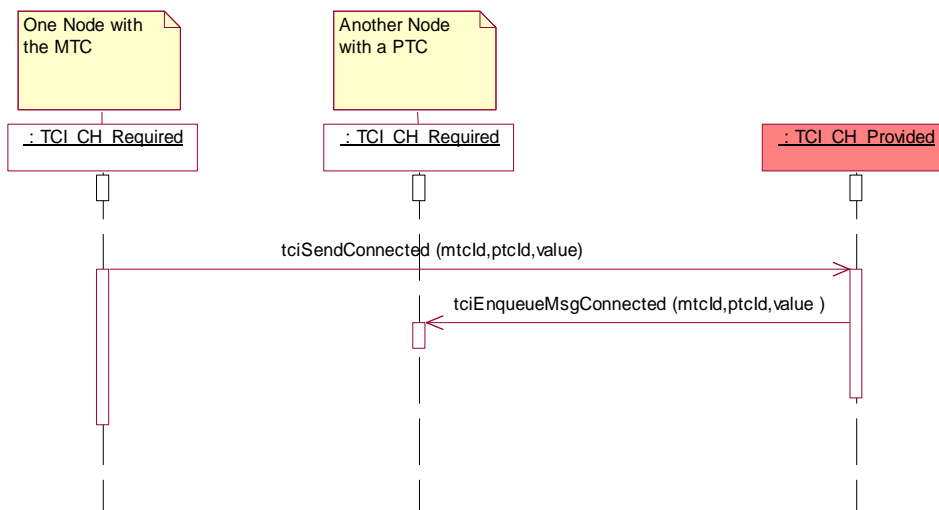 One Node with
the MTC
Another Node
with a PTC
: TCI_CH_Required
: TCI_CH_Required
: TCI_CH_Provided
tciSendConnected (mtcId,ptcId,value)
tciEnqueueMsgConnected (mtcId,ptcId,value )